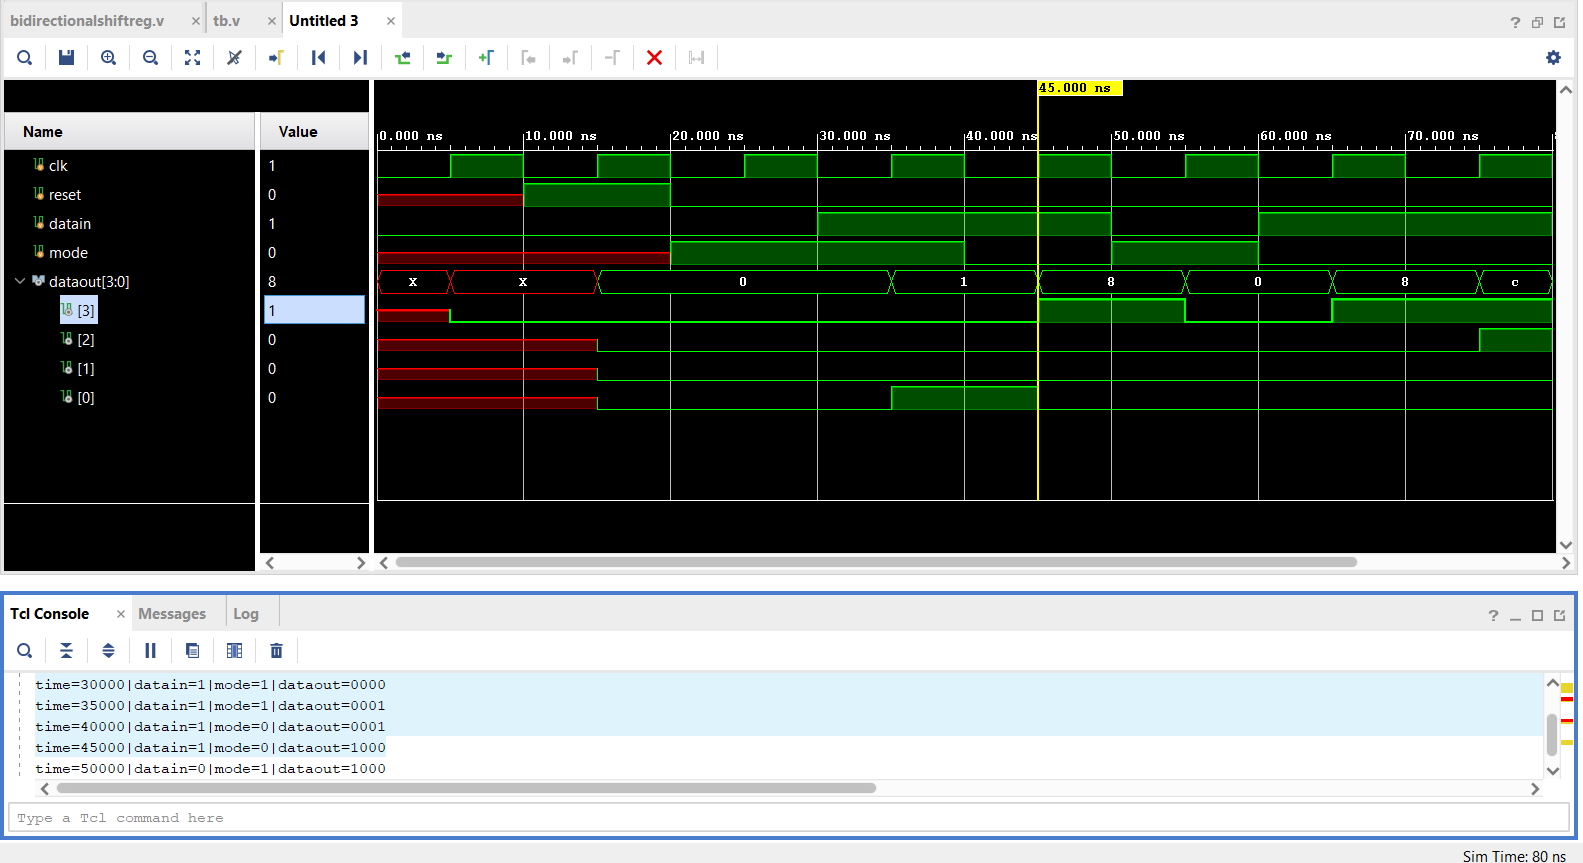 bidirectionalshiftreg.v × tb.v × Untitled 3 ×
?
45.000 ns
Name Value
0.000 ns 10.000 ns 20.000 ns 30.000 ns 40.000 ns 50.000 ns 60.000 ns 70.000 ns
clk 1
reset 0
datain 1
mode 0
dataout[3:0] 8 X X 0 1 8 0 8 c
[3] 1
[2] 0
[1] 0
[0] 0
Tcl Console × Messages Log
?
time=30000|datain=1|mode=1|dataout=0000
time=35000|datain=1|mode=1|dataout=0001
time=40000|datain=1|mode=0|dataout=0001
time=45000|datain=1|mode=0|dataout=1000
time=50000|datain=0|mode=1|dataout=1000
Type a Tcl command here
Sim Time: 80 ns